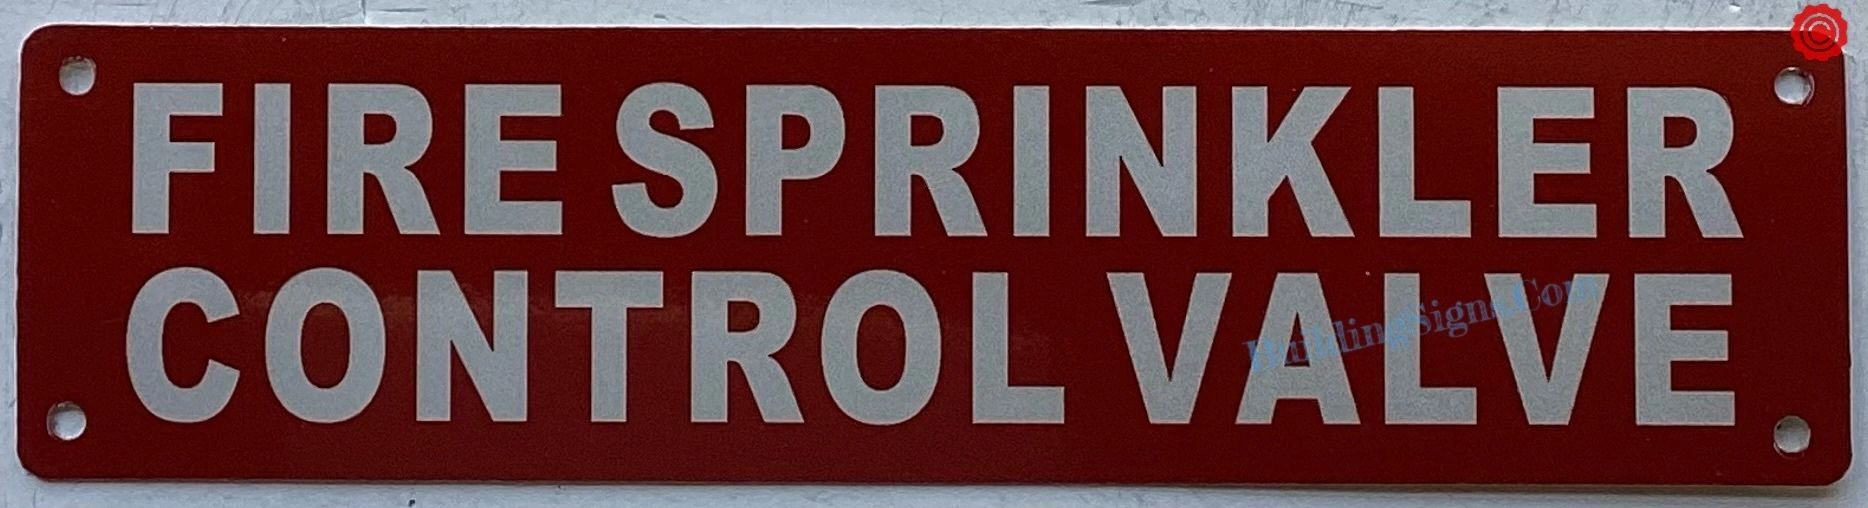 FIRE SPRINKLER
CONTROL VALVE
BuildingSigns.Com
©